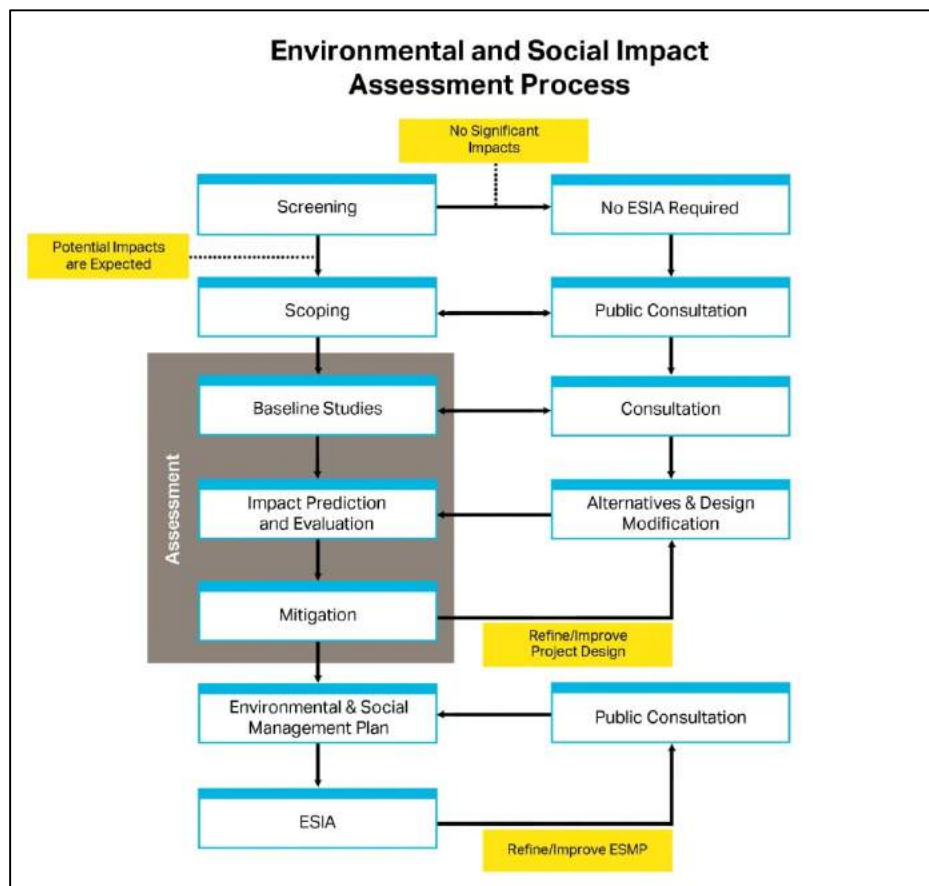 Environmental and Social Impact
Assessment Process
No Significant
Impacts
Screening
No ESIA Required
Potential Impacts
are Expected
Scoping
Public Consultation
Assessment
Baseline Studies
Consultation
Impact Prediction
and Evaluation
Alternatives & Design
Modification
Mitigation
Refine/Improve
Project Design
Environmental & Social
Management Plan
Public Consultation
ESIA
Refine/Improve ESMP